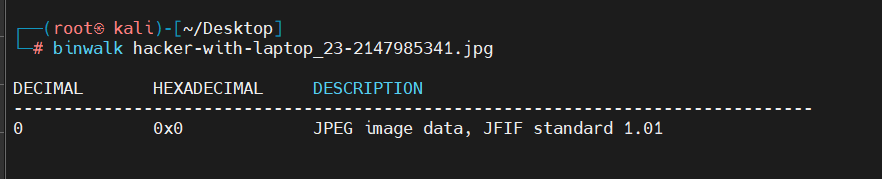 ┌──(root㉿ kali)-[~/Desktop]
└─# binwalk hacker-with-laptop_23-2147985341.jpg
DECIMAL       HEXADECIMAL     DESCRIPTION
--------------------------------------------------------------------------------
0             0x0             JPEG image data, JFIF standard 1.01